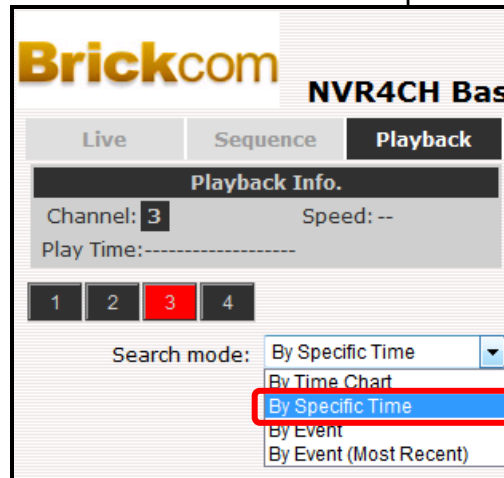 Brickcom
NVR4CH Bas
Live Sequence Playback
Playback Info.
Channel: 3 Speed: --
Play Time:-------------------
1 2 3 4
Search mode: By Specific Time
By Time Chart
By Specific Time
By Event
By Event (Most Recent)